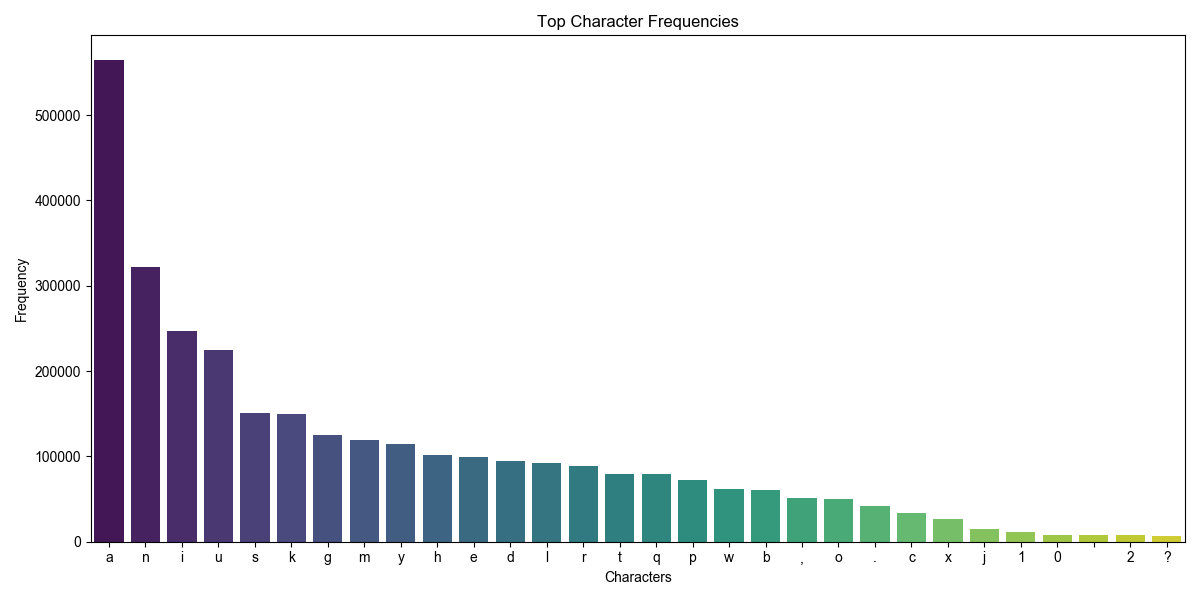 Top Character Frequencies
500000
400000
300000
200000
100000
0
Frequency
a n i u s k g m y h e d l r t q p w b , o . c x j 1 0 2 ?
Characters